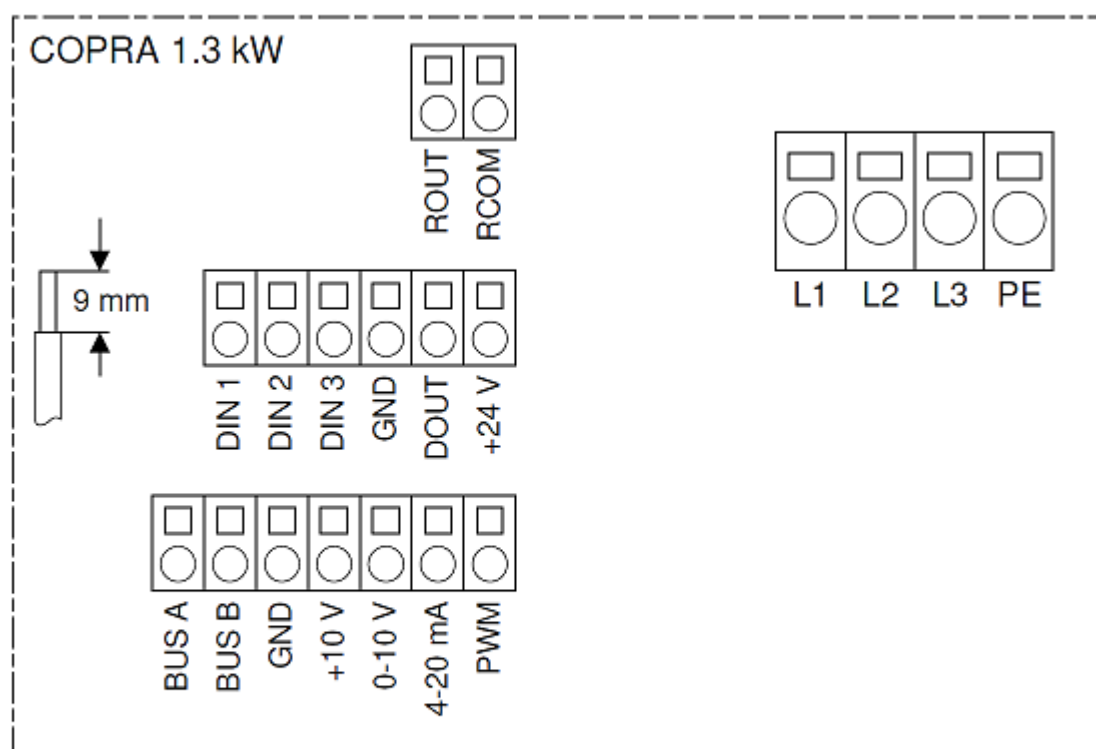 COPRA 1.3 kW
ROUT
RCOM
L1 L2 L3 PE
9 mm
DIN 1
DIN 2
DIN 3
GND
DOUT
+24 V
BUS A
BUS B
GND
+10 V
0-10 V
4-20 mA
PWM